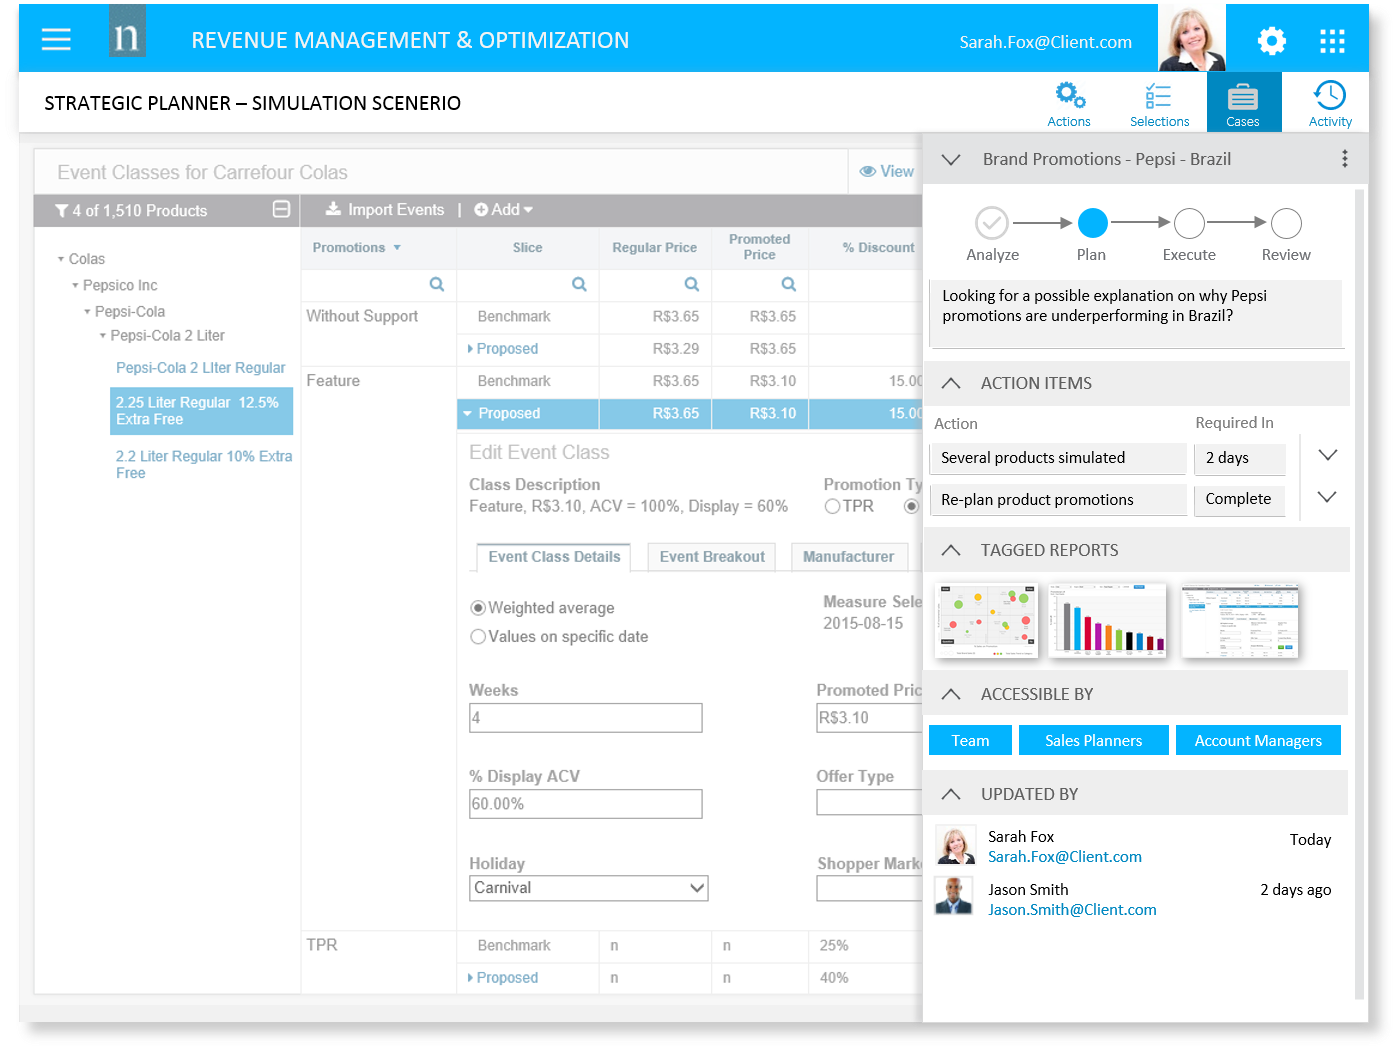 n
REVENUE MANAGEMENT & OPTIMIZATION
Sarah.Fox@Client.com
STRATEGIC PLANNER – SIMULATION SCENERIO
Actions
Selections
Cases
Activity
Event Classes for Carrefour Colas
View
4 of 1,510 Products
Import Events | Add
Colas
Pepsico Inc
Pepsi-Cola
Pepsi-Cola 2 Liter
Pepsi-Cola 2 LIter Regular
2.25 Liter Regular 12.5%
Extra Free
2.2 Liter Regular 10% Extra
Free
Promotions
Slice
Regular Price
Promoted
Price
% Discount
Without Support
Benchmark R$3.65 R$3.65
Proposed R$3.29 R$3.65
Feature
Benchmark R$3.65 R$3.10 15.00
Proposed R$3.65 R$3.10 15.00
Edit Event Class
Class Description
Feature, R$3.10, ACV = 100%, Display = 60%
Promotion Ty
TPR
Event Class Details
Event Breakout
Manufacturer
Weighted average
Values on specific date
Measure Sele
2015-08-15
Weeks
4
Promoted Pric
R$3.10
% Display ACV
60.00%
Offer Type
Holiday
Carnival
Shopper Mark
TPR
Benchmark n n 25%
Proposed n n 40%
Brand Promotions - Pepsi - Brazil
Analyze
Plan
Execute
Review
Looking for a possible explanation on why Pepsi
promotions are underperforming in Brazil?
ACTION ITEMS
Action
Required In
Several products simulated
2 days
Re-plan product promotions
Complete
TAGGED REPORTS
ACCESSIBLE BY
Team
Sales Planners
Account Managers
UPDATED BY
Sarah Fox
Sarah.Fox@Client.com
Today
Jason Smith
Jason.Smith@Client.com
2 days ago